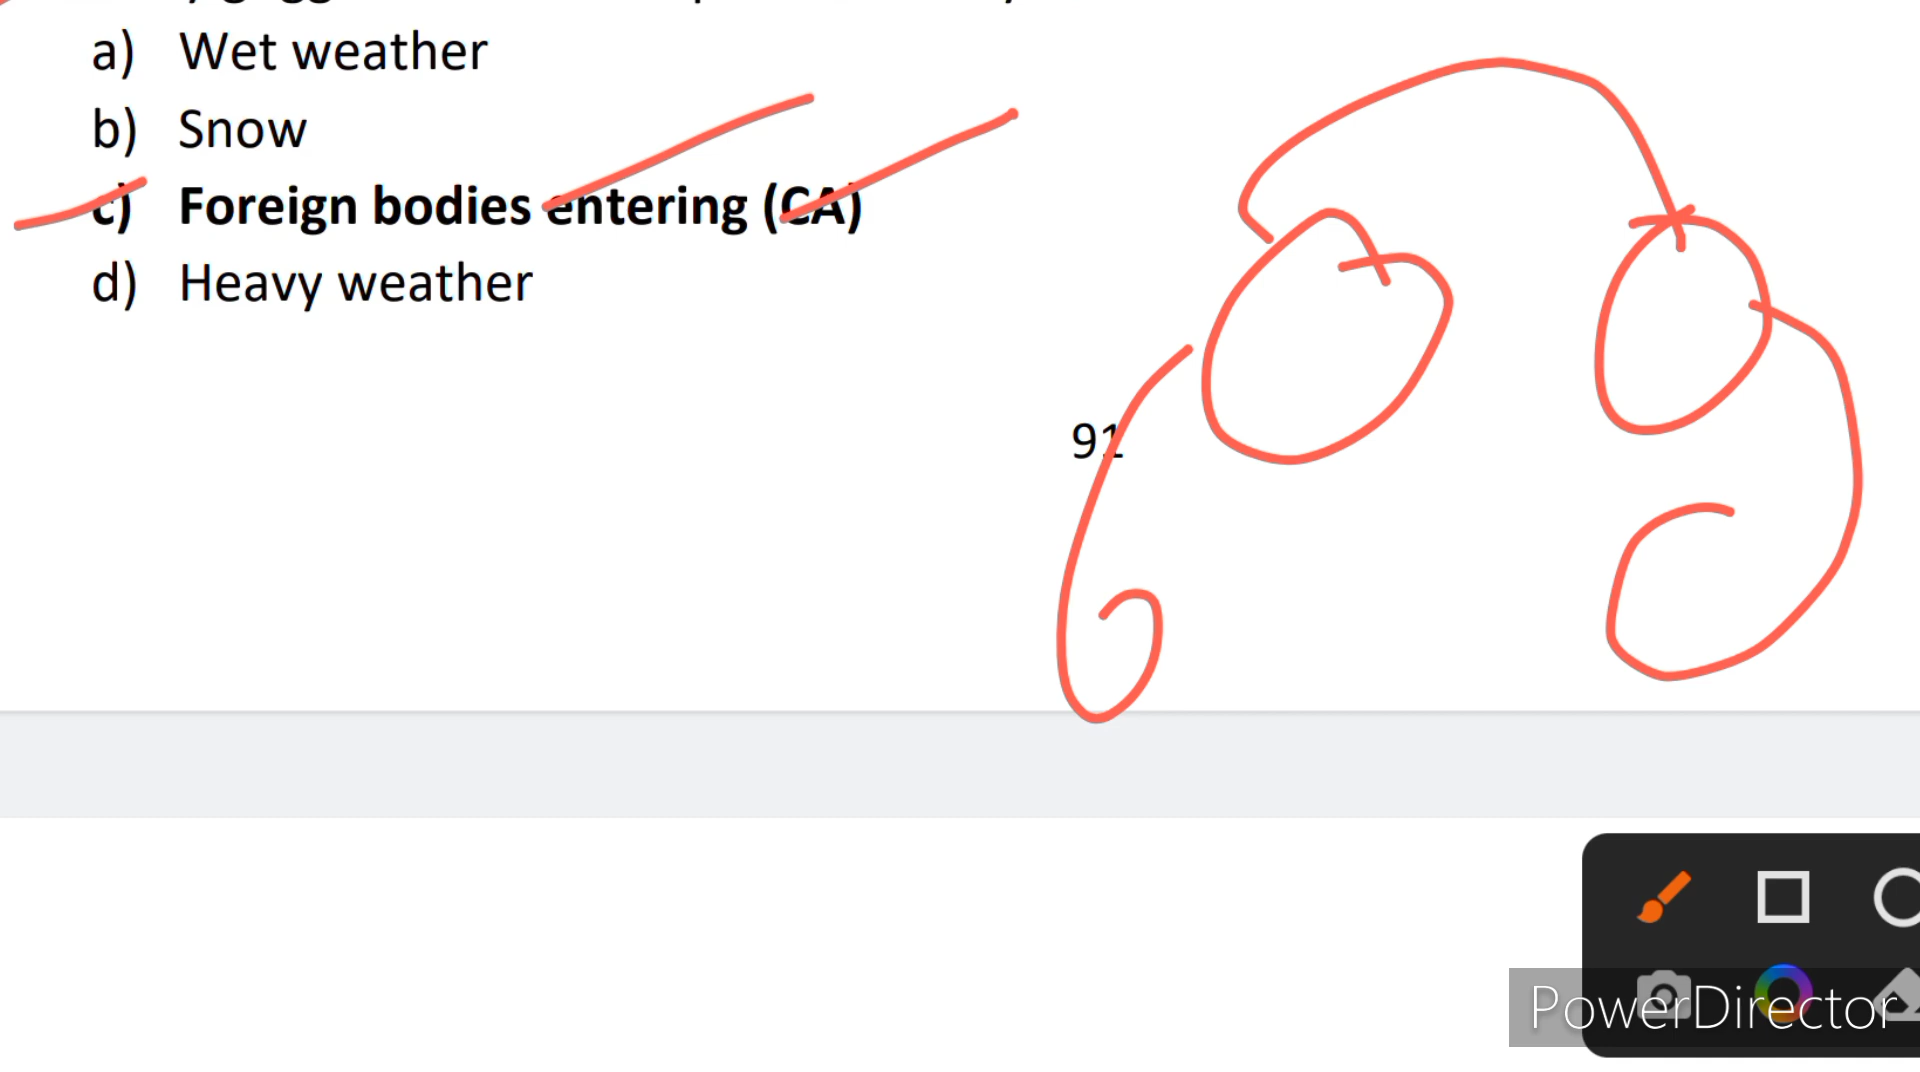 a) Wet weather
b) Snow
c) Foreign bodies entering (CA)
d) Heavy weather
91
PowerDirector